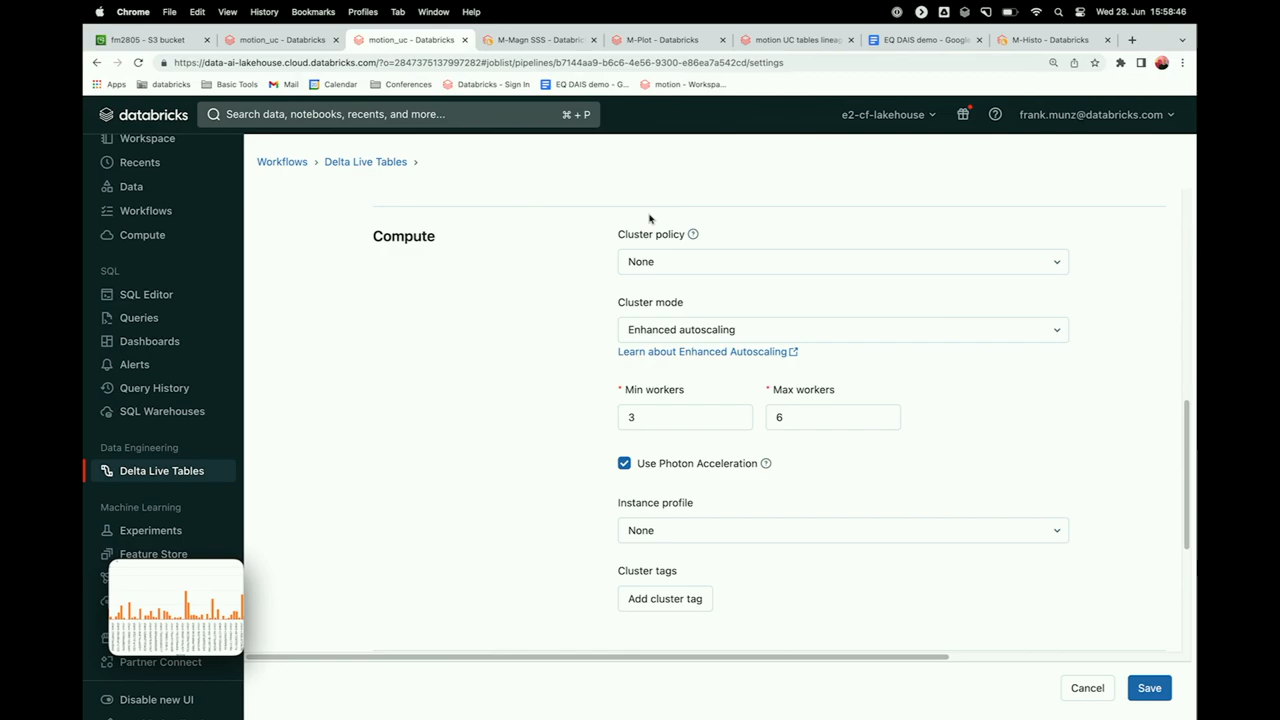 Chrome File Edit View History Bookmarks Profiles Tab Window Help Wed 28. Jun 15:58:46
fm2805 - S3 bucket motion_uc - Databricks motion_uc - Databricks M-Magn SSS - Databric M-Plot - Databricks motion UC tables lineag EQ DAIS demo - Google M-Histo - Databricks
https://data-ai-lakehouse.cloud.databricks.com/?o=2847375137997282#joblist/pipelines/b7144aa9-b6c6-4e56-9300-e86ea7a542cd/settings
Apps databricks Basic Tools Mail Calendar Conferences Databricks - Sign In EQ DAIS demo - G... motion - Workspa...
databricks Search data, notebooks, recents, and more... ⌘ + P e2-cf-lakehouse frank.munz@databricks.com
Workspace
Recents
Data
Workflows
Compute
SQL
SQL Editor
Queries
Dashboards
Alerts
Query History
SQL Warehouses
Data Engineering
Delta Live Tables
Machine Learning
Experiments
Feature Store
Partner Connect
Disable new UI
Workflows › Delta Live Tables ›
Compute
Cluster policy
None
Cluster mode
Enhanced autoscaling
Learn about Enhanced Autoscaling
* Min workers * Max workers
3 6
Use Photon Acceleration
Instance profile
None
Cluster tags
Add cluster tag
Cancel Save